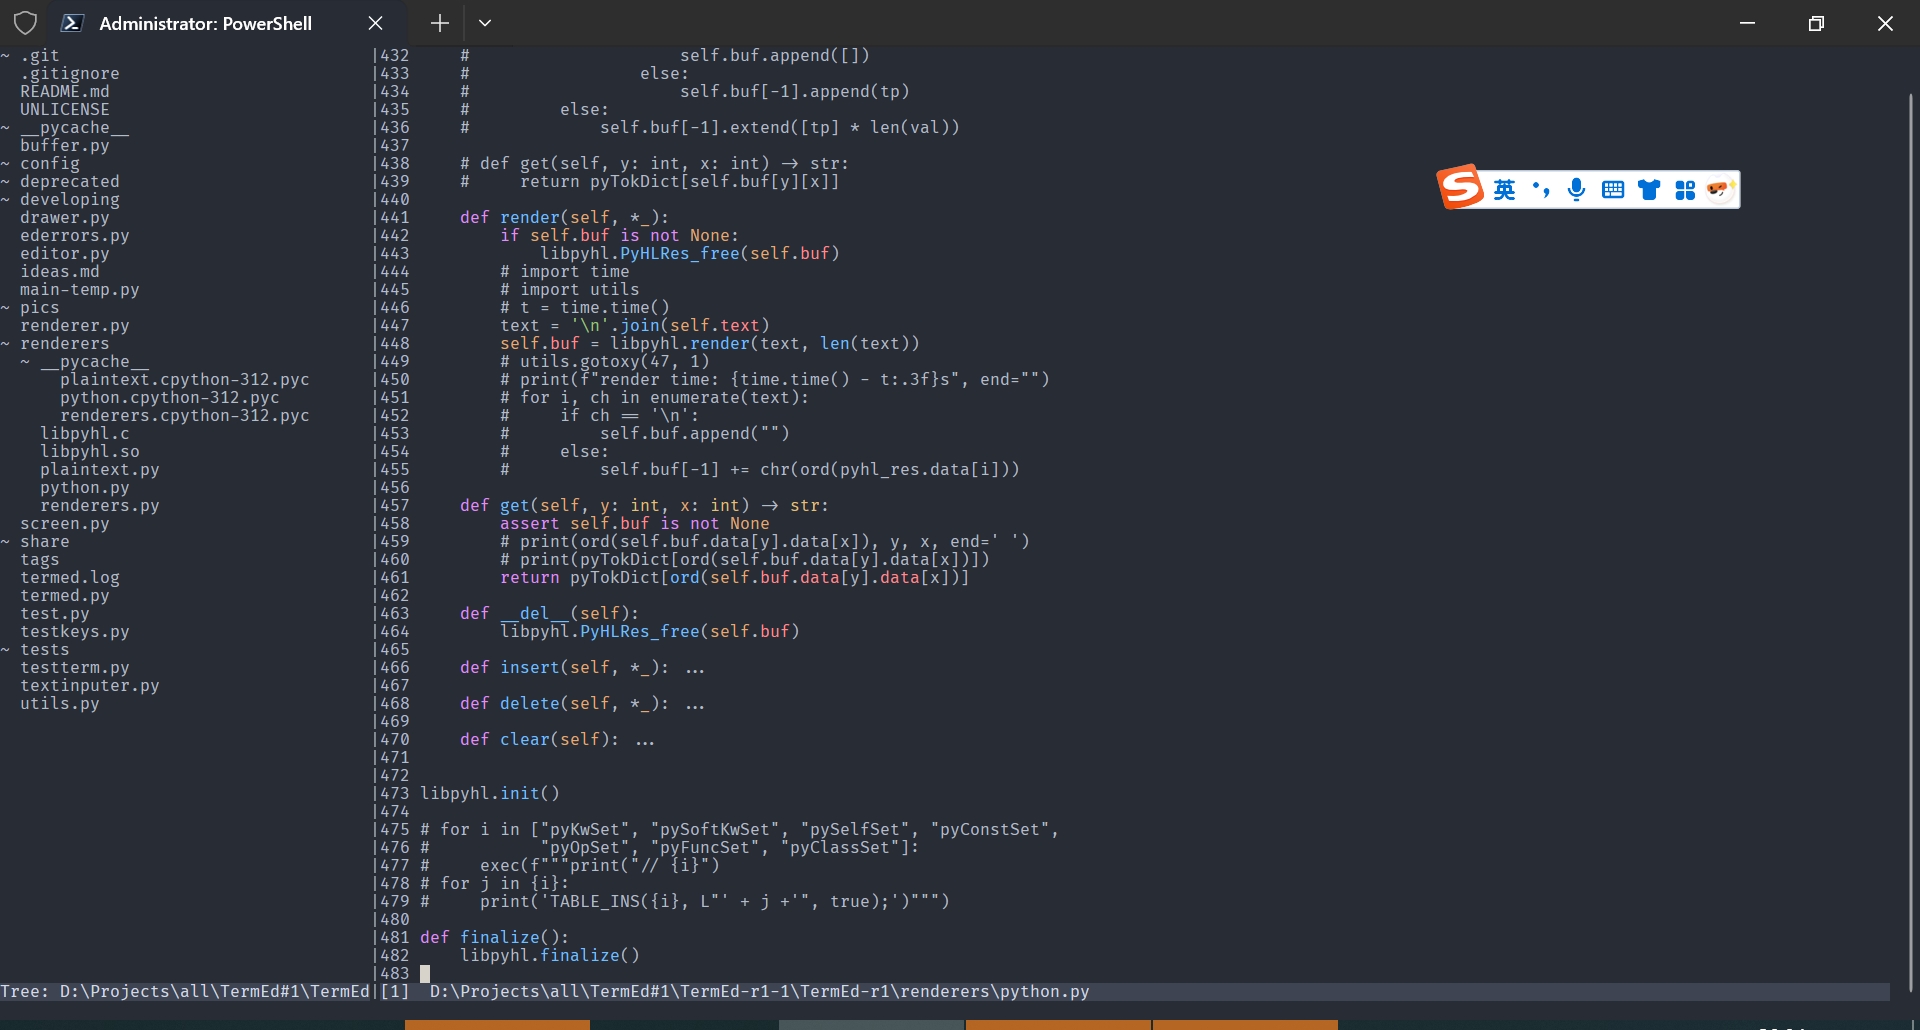 Administrator: PowerShell
~ .git
  .gitignore
  README.md
  UNLICENSE
~ __pycache__
  buffer.py
~ config
~ deprecated
~ developing
  drawer.py
  ederrors.py
  editor.py
  ideas.md
  main-temp.py
~ pics
  renderer.py
~ renderers
  ~ __pycache__
      plaintext.cpython-312.pyc
      python.cpython-312.pyc
      renderers.cpython-312.pyc
    libpyhl.c
    libpyhl.so
    plaintext.py
    python.py
    renderers.py
  screen.py
~ share
  tags
  termed.log
  termed.py
  test.py
  testkeys.py
~ tests
  testterm.py
  textinputer.py
  utils.py
|432     #                     self.buf.append([])
|433     #                 else:
|434     #                     self.buf[-1].append(tp)
|435     #         else:
|436     #             self.buf[-1].extend([tp] * len(val))
|437
|438     # def get(self, y: int, x: int) -> str:
|439     #     return pyTokDict[self.buf[y][x]]
|440
|441     def render(self, *_):
|442         if self.buf is not None:
|443             libpyhl.PyHLRes_free(self.buf)
|444         # import time
|445         # import utils
|446         # t = time.time()
|447         text = '\n'.join(self.text)
|448         self.buf = libpyhl.render(text, len(text))
|449         # utils.gotoxy(47, 1)
|450         # print(f"render time: {time.time() - t:.3f}s", end="")
|451         # for i, ch in enumerate(text):
|452         #     if ch == '\n':
|453         #         self.buf.append("")
|454         #     else:
|455         #         self.buf[-1] += chr(ord(pyhl_res.data[i]))
|456
|457     def get(self, y: int, x: int) -> str:
|458         assert self.buf is not None
|459         # print(ord(self.buf.data[y].data[x]), y, x, end=' ')
|460         # print(pyTokDict[ord(self.buf.data[y].data[x])])
|461         return pyTokDict[ord(self.buf.data[y].data[x])]
|462
|463     def __del__(self):
|464         libpyhl.PyHLRes_free(self.buf)
|465
|466     def insert(self, *_): ...
|467
|468     def delete(self, *_): ...
|469
|470     def clear(self): ...
|471
|472
|473 libpyhl.init()
|474
|475 # for i in ["pyKwSet", "pySoftKwSet", "pySelfSet", "pyConstSet",
|476 #           "pyOpSet", "pyFuncSet", "pyClassSet"]:
|477 #     exec(f"""print("// {i}")
|478 # for j in {i}:
|479 #     print('TABLE_INS({i}, L"' + j +'", true);')""")
|480
|481 def finalize():
|482     libpyhl.finalize()
|483
英
Tree: D:\Projects\all\TermEd#1\TermEd|[1]  D:\Projects\all\TermEd#1\TermEd-r1-1\TermEd-r1\renderers\python.py